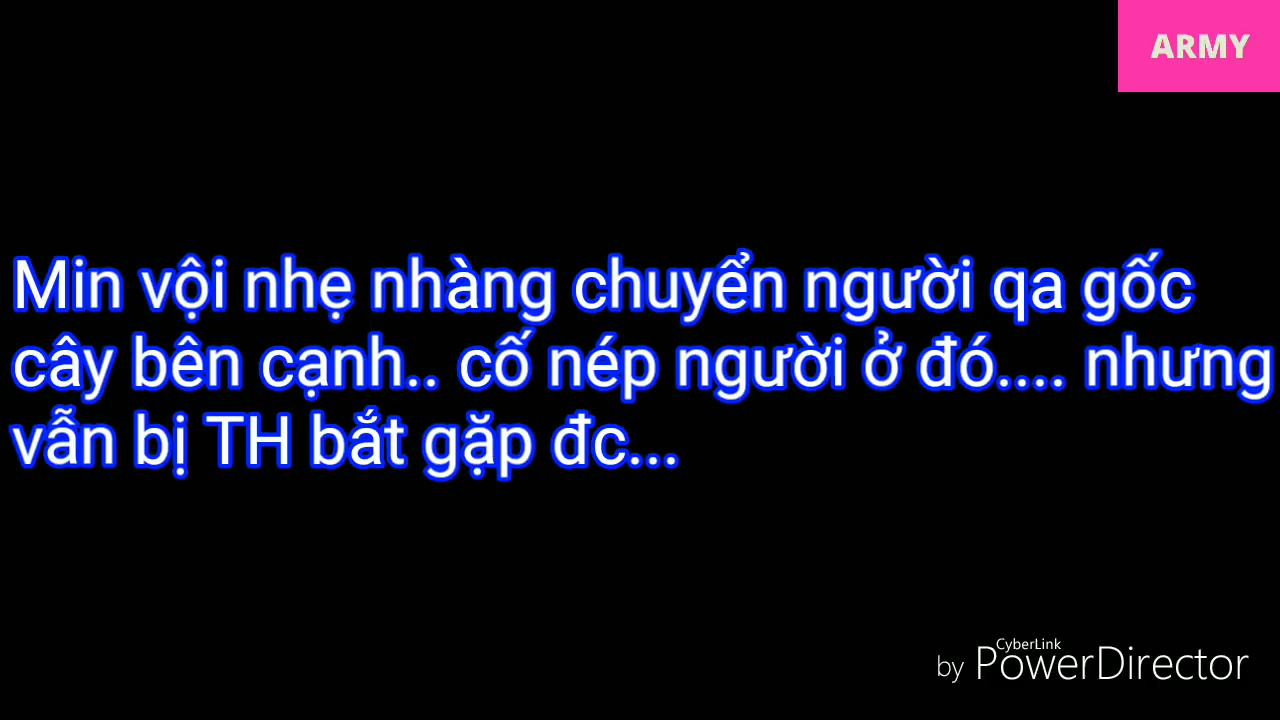 ARMY
Min vội nhẹ nhàng chuyển người qa gốc
cây bên cạnh.. cố nép người ở đó.... nhưng
vẫn bị TH bắt gặp đc...
CyberLink
by PowerDirector